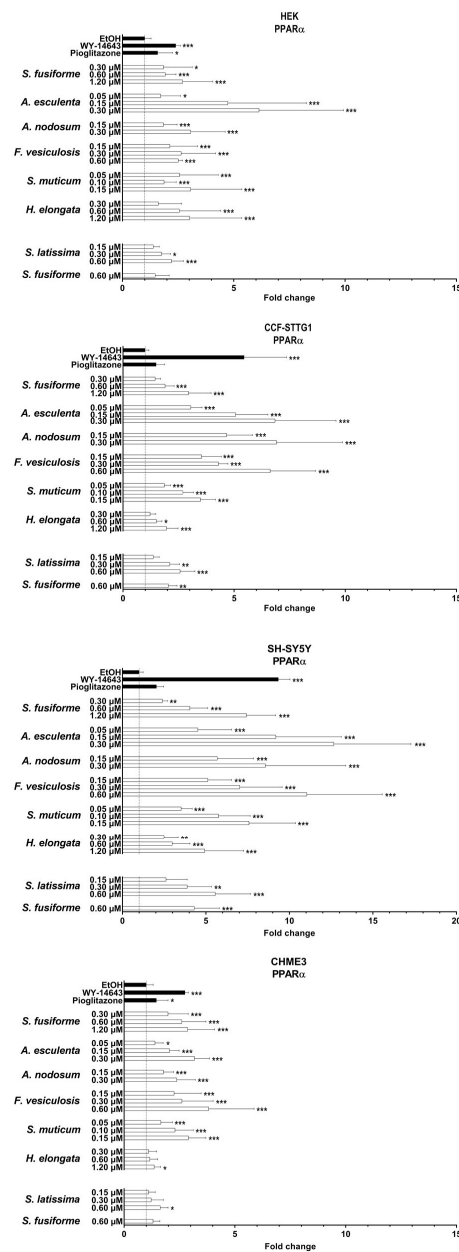 HEK
PPARα
EtOH
WY-14643 ***
Pioglitazone *
S. fusiforme 0.30 µM *
0.60 µM ***
1.20 µM ***
A. esculenta 0.05 µM *
0.15 µM ***
0.30 µM ***
A. nodosum 0.15 µM ***
0.30 µM ***
F. vesiculosis 0.15 µM ***
0.30 µM ***
0.60 µM ***
S. muticum 0.05 µM ***
0.10 µM ***
0.15 µM ***
H. elongata 0.30 µM
0.60 µM ***
1.20 µM ***
S. latissima 0.15 µM
0.30 µM *
0.60 µM ***
S. fusiforme 0.60 µM
0 5 10 15
Fold change
CCF-STTG1
PPARα
EtOH
WY-14643 ***
Pioglitazone
S. fusiforme 0.30 µM
0.60 µM ***
1.20 µM ***
A. esculenta 0.05 µM ***
0.15 µM ***
0.30 µM ***
A. nodosum 0.15 µM ***
0.30 µM ***
F. vesiculosis 0.15 µM ***
0.30 µM ***
0.60 µM ***
S. muticum 0.05 µM ***
0.10 µM ***
0.15 µM ***
H. elongata 0.30 µM
0.60 µM *
1.20 µM ***
S. latissima 0.15 µM
0.30 µM **
0.60 µM ***
S. fusiforme 0.60 µM **
0 5 10 15
Fold change
SH-SY5Y
PPARα
EtOH
WY-14643 ***
Pioglitazone
S. fusiforme 0.30 µM **
0.60 µM ***
1.20 µM ***
A. esculenta 0.05 µM ***
0.15 µM ***
0.30 µM ***
A. nodosum 0.15 µM ***
0.30 µM ***
F. vesiculosis 0.15 µM ***
0.30 µM ***
0.60 µM ***
S. muticum 0.05 µM ***
0.10 µM ***
0.15 µM ***
H. elongata 0.30 µM **
0.60 µM ***
1.20 µM ***
S. latissima 0.15 µM
0.30 µM **
0.60 µM ***
S. fusiforme 0.60 µM ***
0 5 10 15 20
Fold change
CHME3
PPARα
EtOH
WY-14643 ***
Pioglitazone *
S. fusiforme 0.30 µM ***
0.60 µM ***
1.20 µM ***
A. esculenta 0.05 µM *
0.15 µM ***
0.30 µM ***
A. nodosum 0.15 µM ***
0.30 µM ***
F. vesiculosis 0.15 µM ***
0.30 µM ***
0.60 µM ***
S. muticum 0.05 µM ***
0.10 µM ***
0.15 µM ***
H. elongata 0.30 µM
0.60 µM
1.20 µM *
S. latissima 0.15 µM
0.30 µM
0.60 µM *
S. fusiforme 0.60 µM
0 5 10 15
Fold change